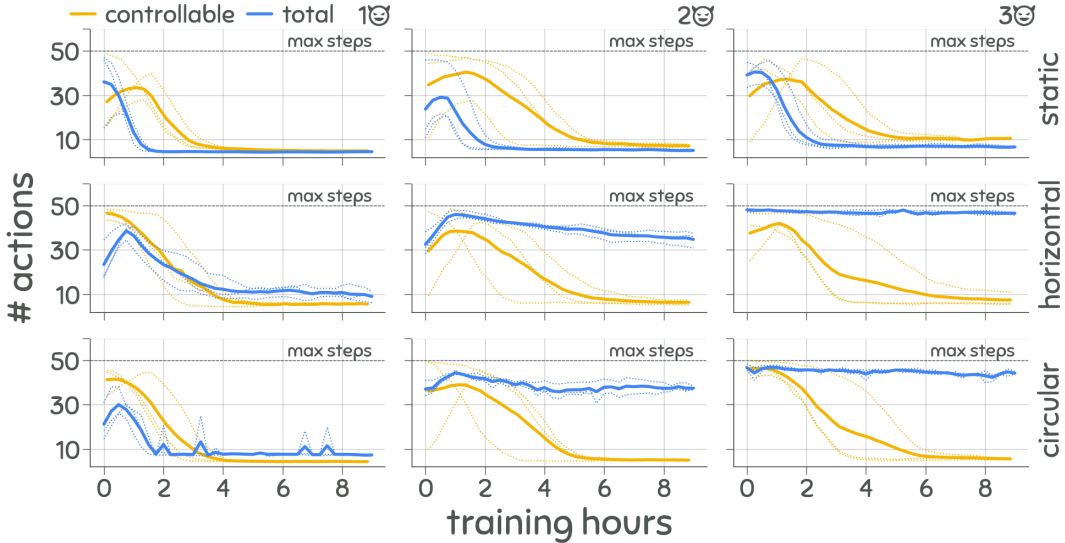 controllable total 1😈 2😈 3😈
max steps max steps max steps
50
30
10
static
max steps max steps max steps
50
30
10
horizontal
max steps max steps max steps
50
30
10
circular
# actions
0 2 4 6 8 0 2 4 6 8 0 2 4 6 8
training hours